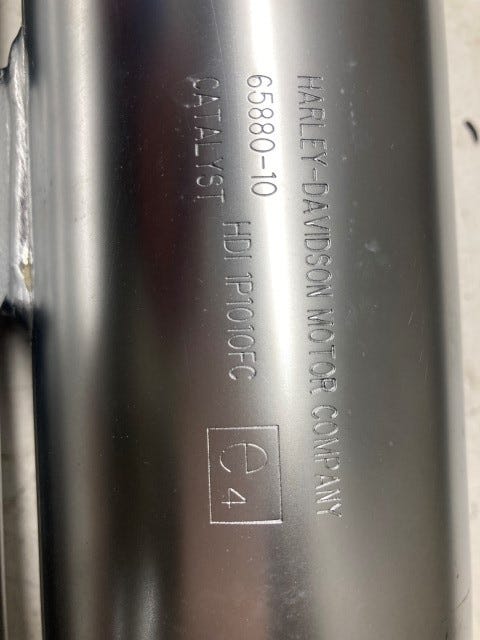 HARLEY-DAVIDSON MOTOR COMPANY
65880-10 HDI 1P1010FC
CATALYST
e4